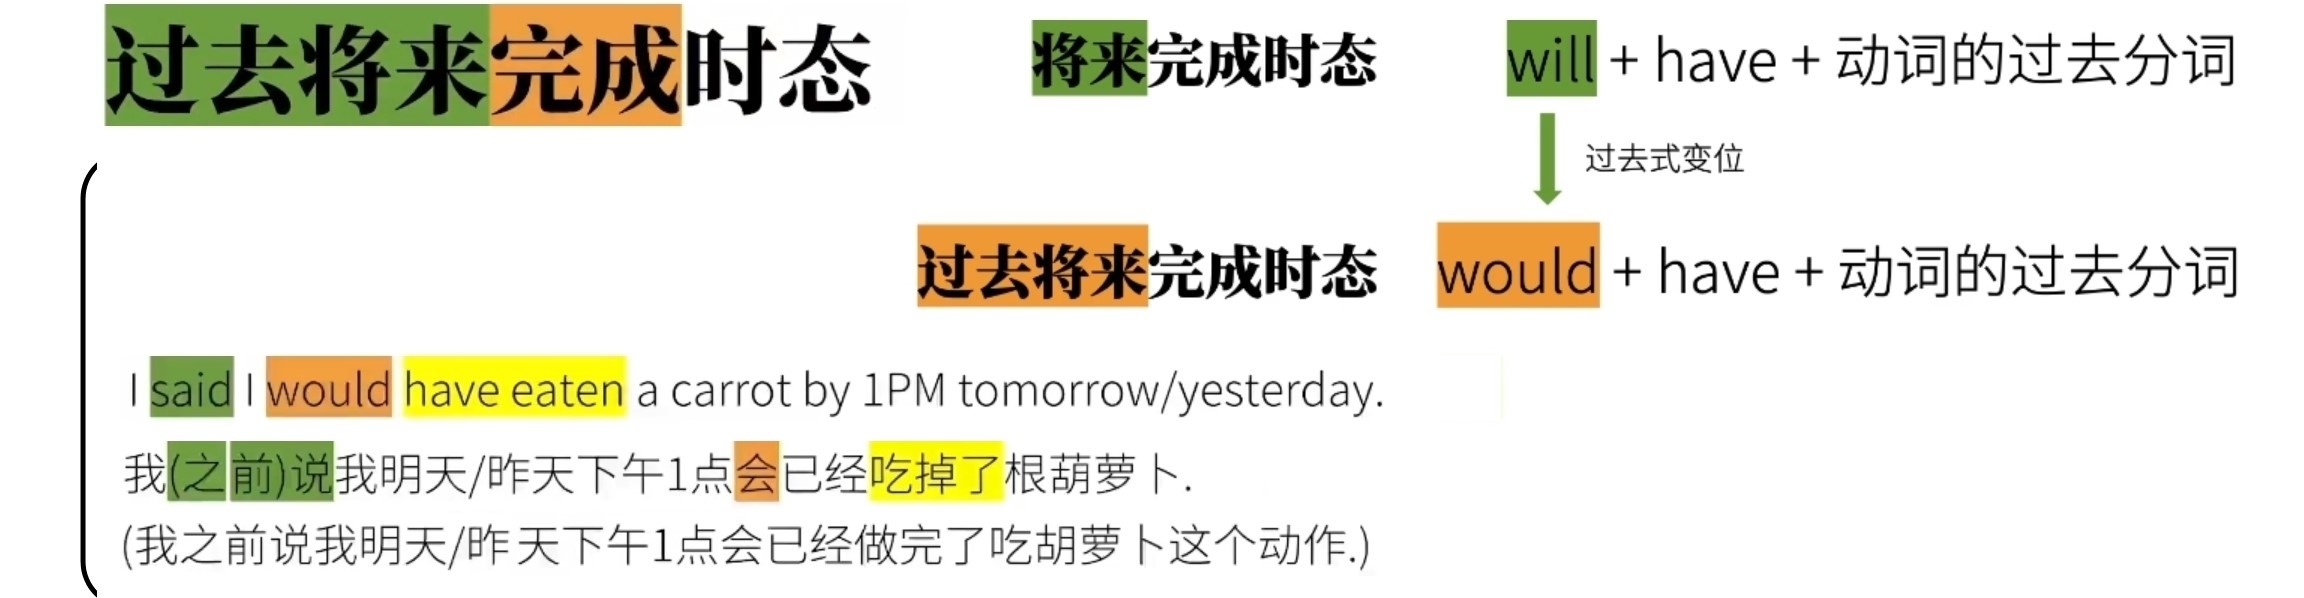 过去将来完成时态
将来完成时态 will + have + 动词的过去分词
过去式变位
过去将来完成时态 would + have + 动词的过去分词
I said I would have eaten a carrot by 1PM tomorrow/yesterday.
我(之前)说我明天/昨天下午1点会已经吃掉了根葫萝卜.
(我之前说我明天/昨天下午1点会已经做完了吃胡萝卜这个动作.)